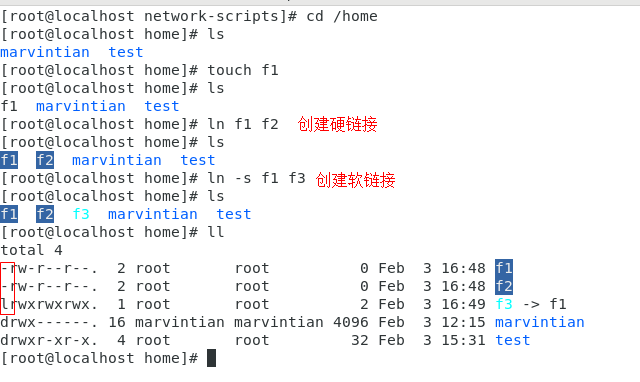 [root@localhost network-scripts]# cd /home
[root@localhost home]# ls
marvintian  test
[root@localhost home]# touch f1
[root@localhost home]# ls
f1  marvintian  test
[root@localhost home]# ln f1 f2  创建硬链接
[root@localhost home]# ls
f1  f2  marvintian  test
[root@localhost home]# ln -s f1 f3 创建软链接
[root@localhost home]# ls
f1  f2  f3  marvintian  test
[root@localhost home]# ll
total 4
-rw-r--r--.  2 root       root          0 Feb  3 16:48 f1
-rw-r--r--.  2 root       root          0 Feb  3 16:48 f2
lrwxrwxrwx.  1 root       root          2 Feb  3 16:49 f3 -> f1
drwx------. 16 marvintian marvintian 4096 Feb  3 12:15 marvintian
drwxr-xr-x.  4 root       root         32 Feb  3 15:31 test
[root@localhost home]#